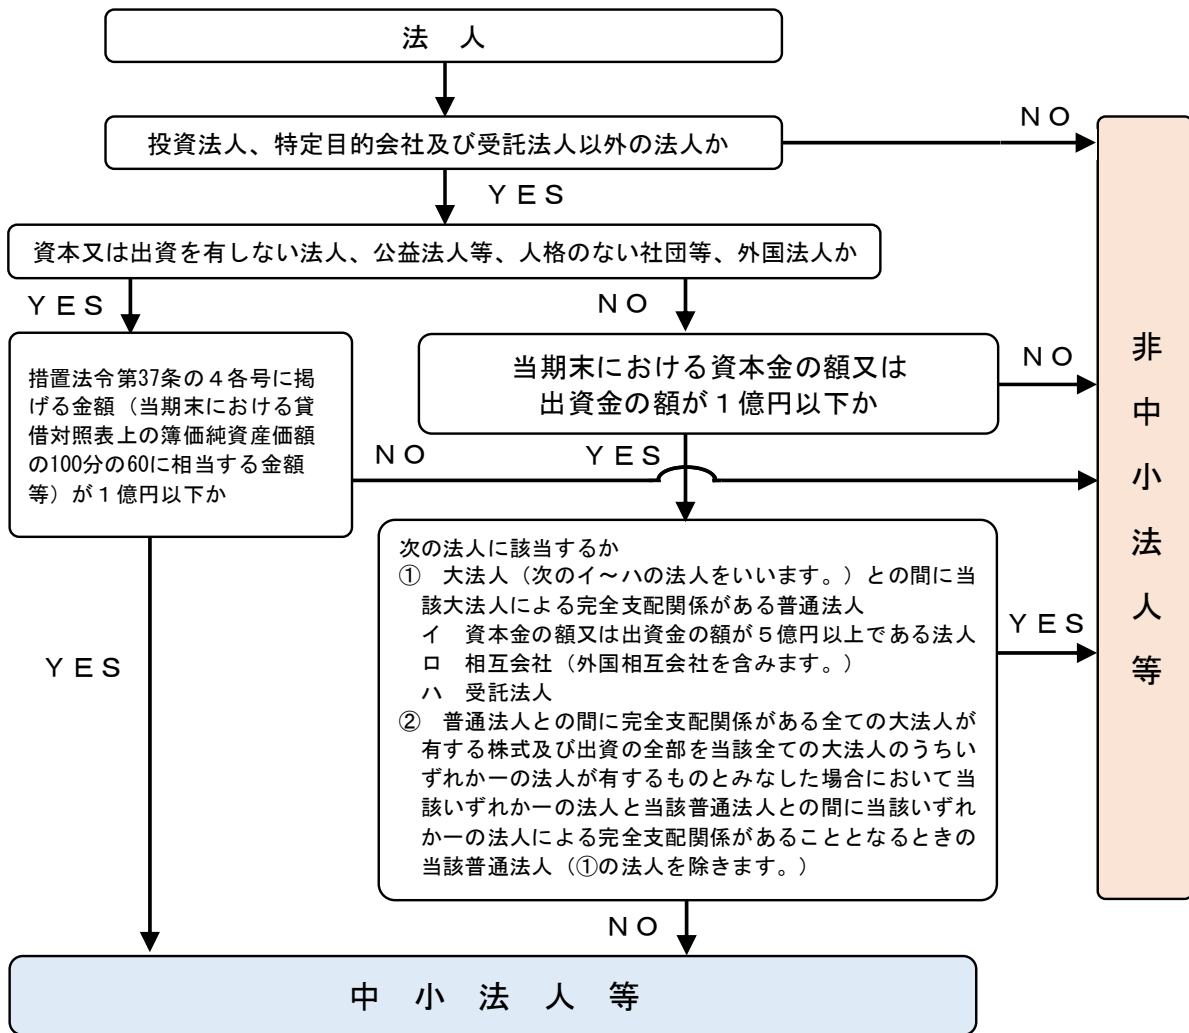 法　人
投資法人、特定目的会社及び受託法人以外の法人か
ＮＯ
ＹＥＳ
資本又は出資を有しない法人、公益法人等、人格のない社団等、外国法人か
ＹＥＳ
ＮＯ
措置法令第37条の４各号に掲
げる金額（当期末における貸
借対照表上の簿価純資産価額
の100分の60に相当する金額
等）が１億円以下か
当期末における資本金の額又は
出資金の額が１億円以下か
ＮＯ
ＮＯ
ＹＥＳ
次の法人に該当するか
①　大法人（次のイ～ハの法人をいいます。）との間に当
該大法人による完全支配関係がある普通法人
イ　資本金の額又は出資金の額が５億円以上である法人
ロ　相互会社（外国相互会社を含みます。）
ハ　受託法人
②　普通法人との間に完全支配関係がある全ての大法人が
有する株式及び出資の全部を当該全ての大法人のうちい
ずれか一の法人が有するものとみなした場合において当
該いずれか一の法人と当該普通法人との間に当該いずれ
か一の法人による完全支配関係があることとなるときの
当該普通法人（①の法人を除きます。）
ＹＥＳ
ＹＥＳ
ＮＯ
非中小法人等
中　小　法　人　等